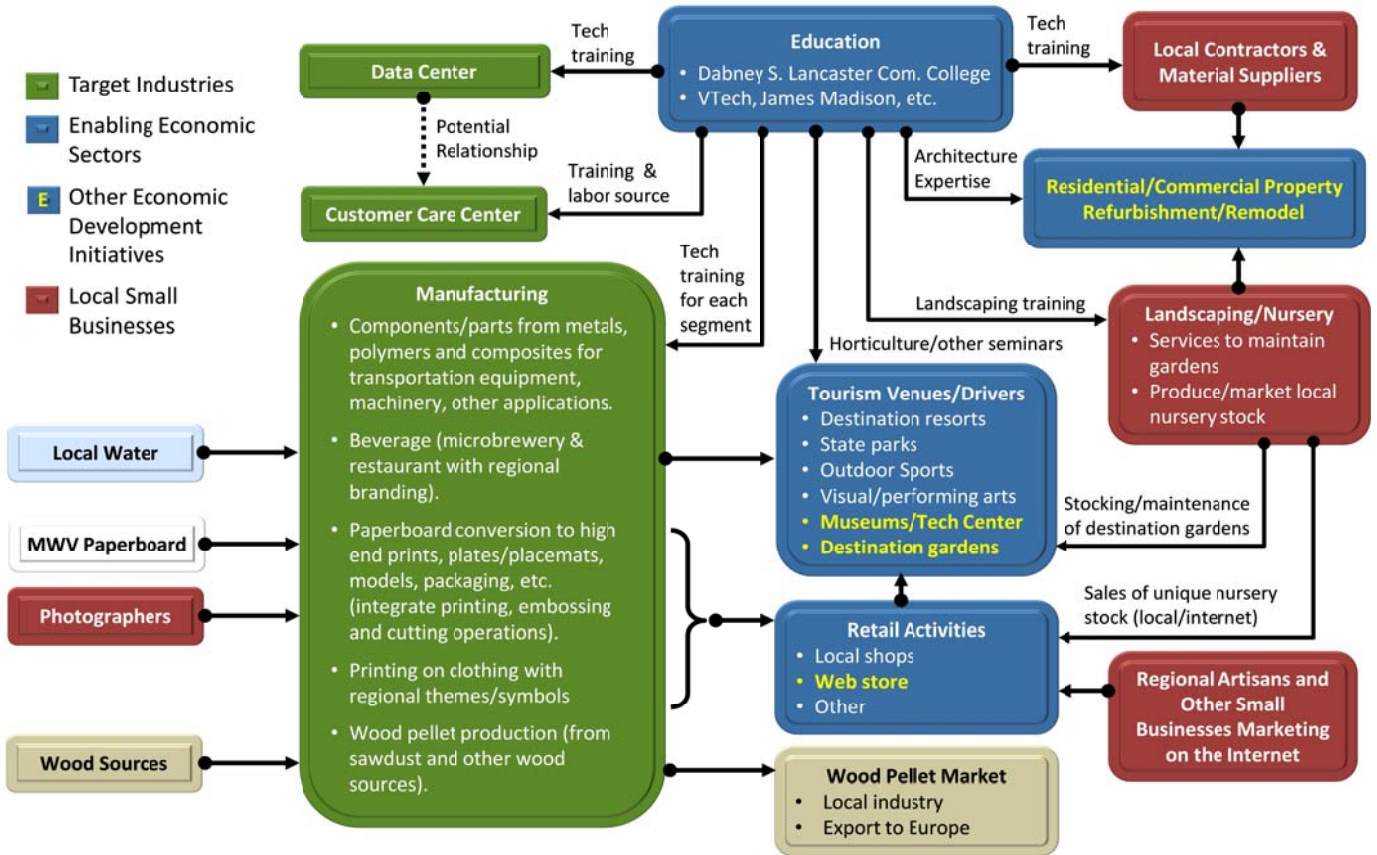 Target Industries
Enabling Economic
Sectors
E
Other Economic
Development
Initiatives
Local Small
Businesses
Data Center
Tech
training
Education
• Dabney S. Lancaster Com. College
• VTech, James Madison, etc.
Tech
training
Local Contractors &
Material Suppliers
Potential
Relationship
Training &
labor source
Customer Care Center
Architecture
Expertise
Residential/Commercial Property
Refurbishment/Remodel
Tech
training
for each
segment
Landscaping training
Horticulture/other seminars
Landscaping/Nursery
• Services to maintain
gardens
• Produce/market local
nursery stock
Manufacturing
• Components/parts from metals,
polymers and composites for
transportation equipment,
machinery, other applications.
• Beverage (microbrewery &
restaurant with regional
branding).
• Paperboard conversion to high
end prints, plates/placemats,
models, packaging, etc.
(integrate printing, embossing
and cutting operations).
• Printing on clothing with
regional themes/symbols
• Wood pellet production (from
sawdust and other wood
sources).
Local Water
MWV Paperboard
Photographers
Wood Sources
Tourism Venues/Drivers
• Destination resorts
• State parks
• Outdoor Sports
• Visual/performing arts
• Museums/Tech Center
• Destination gardens
Stocking/maintenance
of destination gardens
Sales of unique nursery
stock (local/internet)
Retail Activities
• Local shops
• Web store
• Other
Regional Artisans and
Other Small
Businesses Marketing
on the Internet
Wood Pellet Market
• Local industry
• Export to Europe